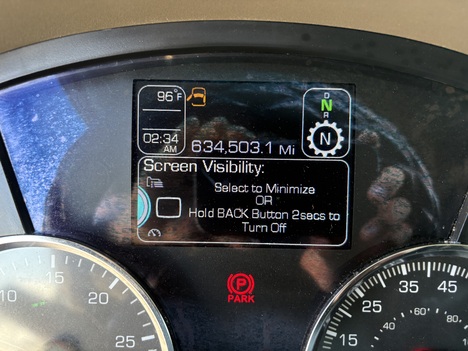 96°F
D
N
R
N
02:34
AM
634,503.1 Mi
Screen Visibility:
Select to Minimize
OR
Hold BACK Button 2secs to
Turn Off
(P)
PARK
10
15
20
25
15
25
35
45
40
60
80